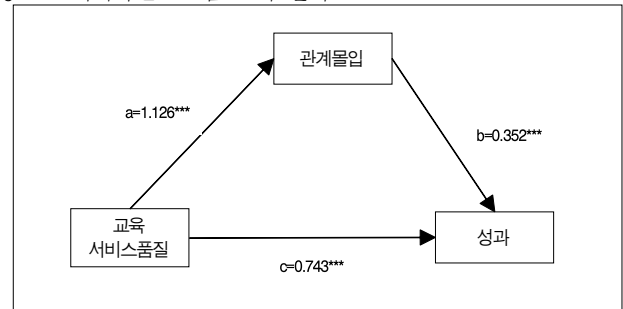 관계몰입
a=1.126***
b=0.352***
교육
서비스품질
성과
c=0.743***